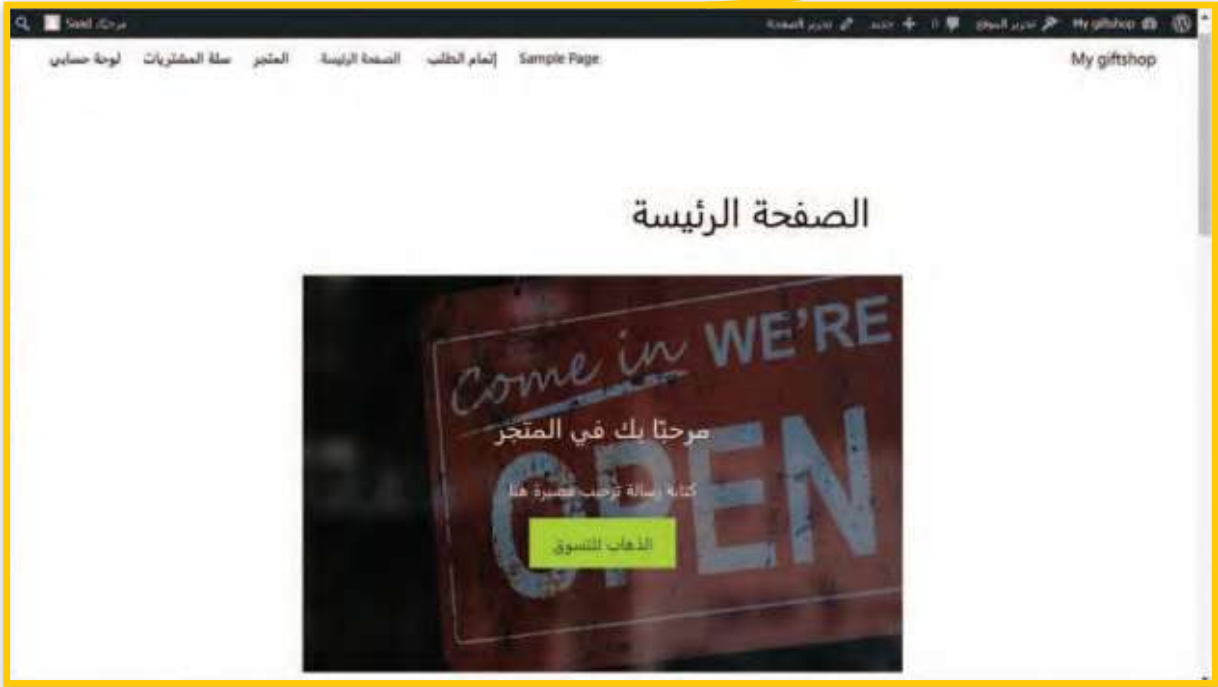 My giftshop تحرير الموقع 0 جديد تحرير الصفحة مرحبًا، Saad
My giftshop
Sample Page إتمام الطلب الصفحة الرئيسة المتجر سلة المشتريات لوحة حسابي
الصفحة الرئيسة
come in WE'RE
OPEN
مرحبًا بك في المتجر
كتابة رسالة ترحيب قصيرة هنا
الذهاب للتسوق